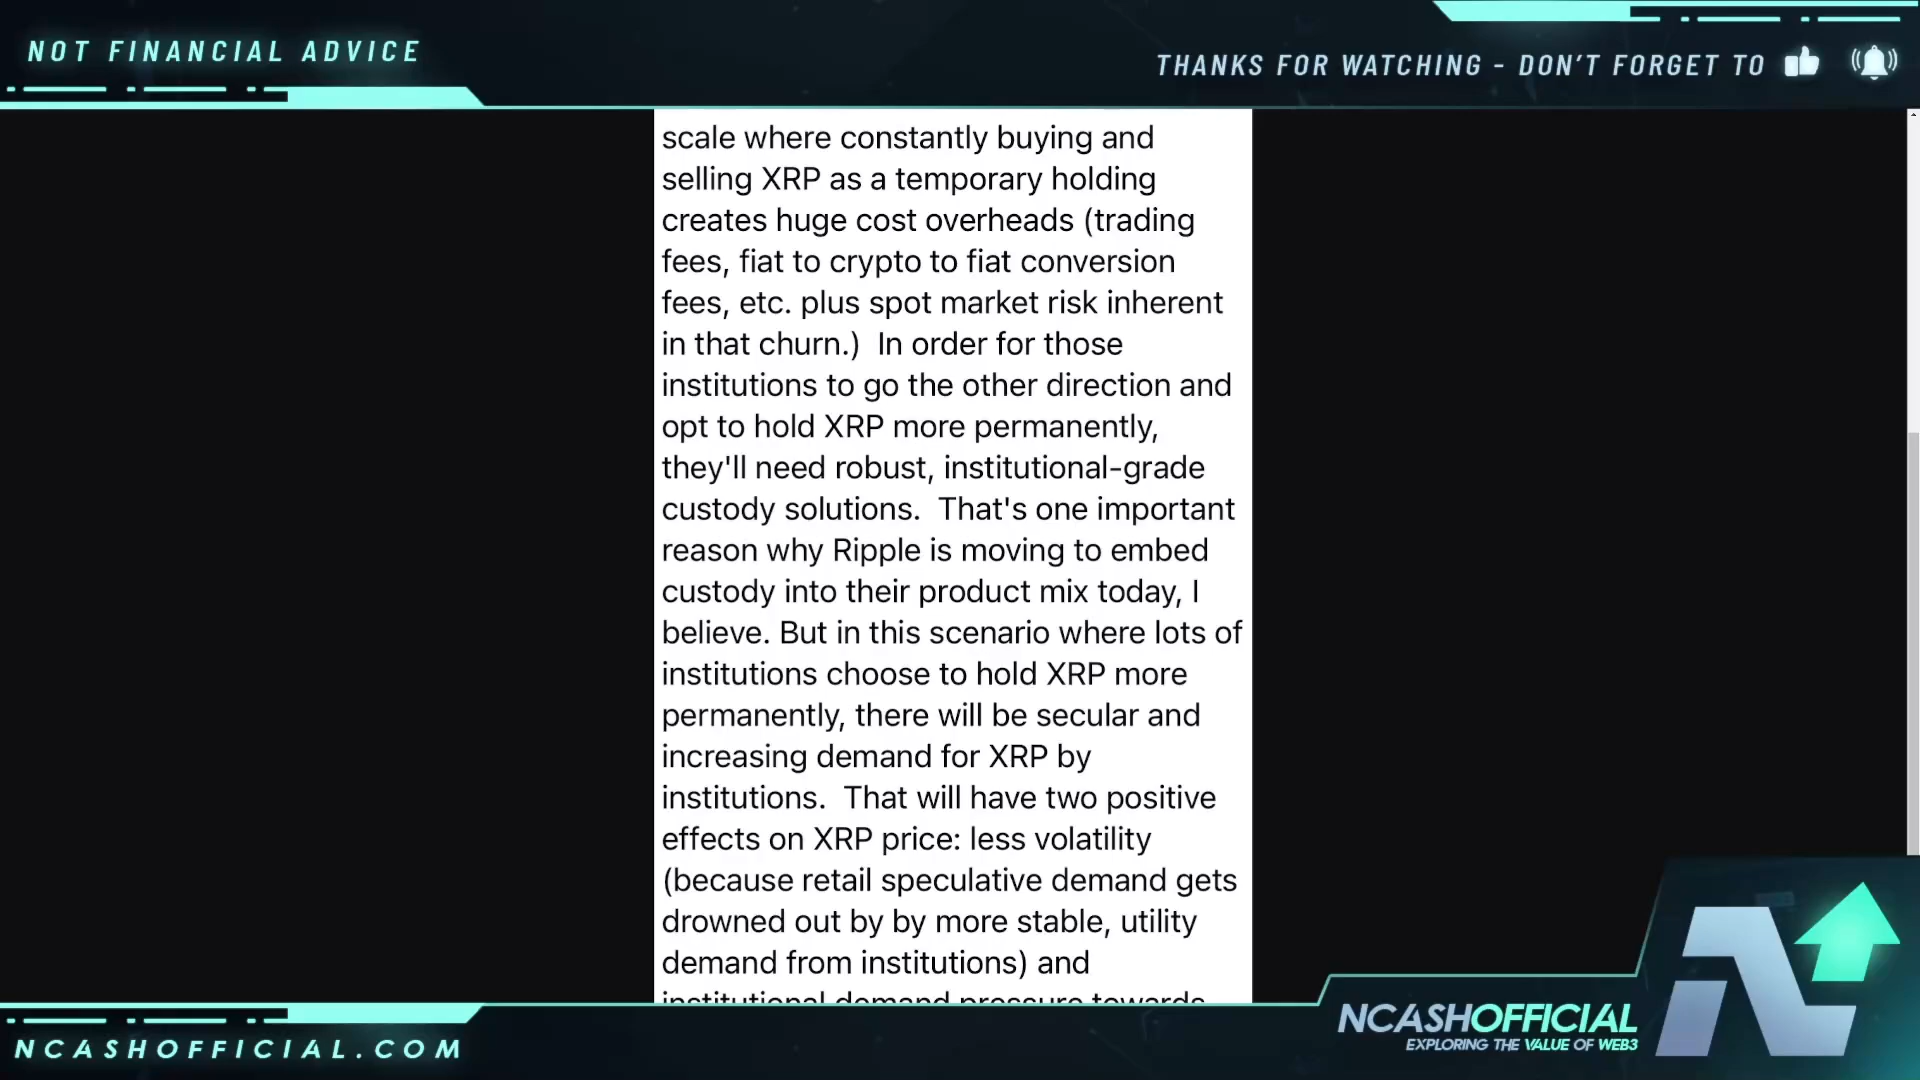 NOT FINANCIAL ADVICE
THANKS FOR WATCHING - DON'T FORGET TO
scale where constantly buying and
selling XRP as a temporary holding
creates huge cost overheads (trading
fees, fiat to crypto to fiat conversion
fees, etc. plus spot market risk inherent
in that churn.)  In order for those
institutions to go the other direction and
opt to hold XRP more permanently,
they'll need robust, institutional-grade
custody solutions.  That's one important
reason why Ripple is moving to embed
custody into their product mix today, I
believe. But in this scenario where lots of
institutions choose to hold XRP more
permanently, there will be secular and
increasing demand for XRP by
institutions.  That will have two positive
effects on XRP price: less volatility
(because retail speculative demand gets
drowned out by by more stable, utility
demand from institutions) and
institutional demand pressure towards
NCASHOFFICIAL
EXPLORING THE VALUE OF WEB3
NCASHOFFICIAL.COM